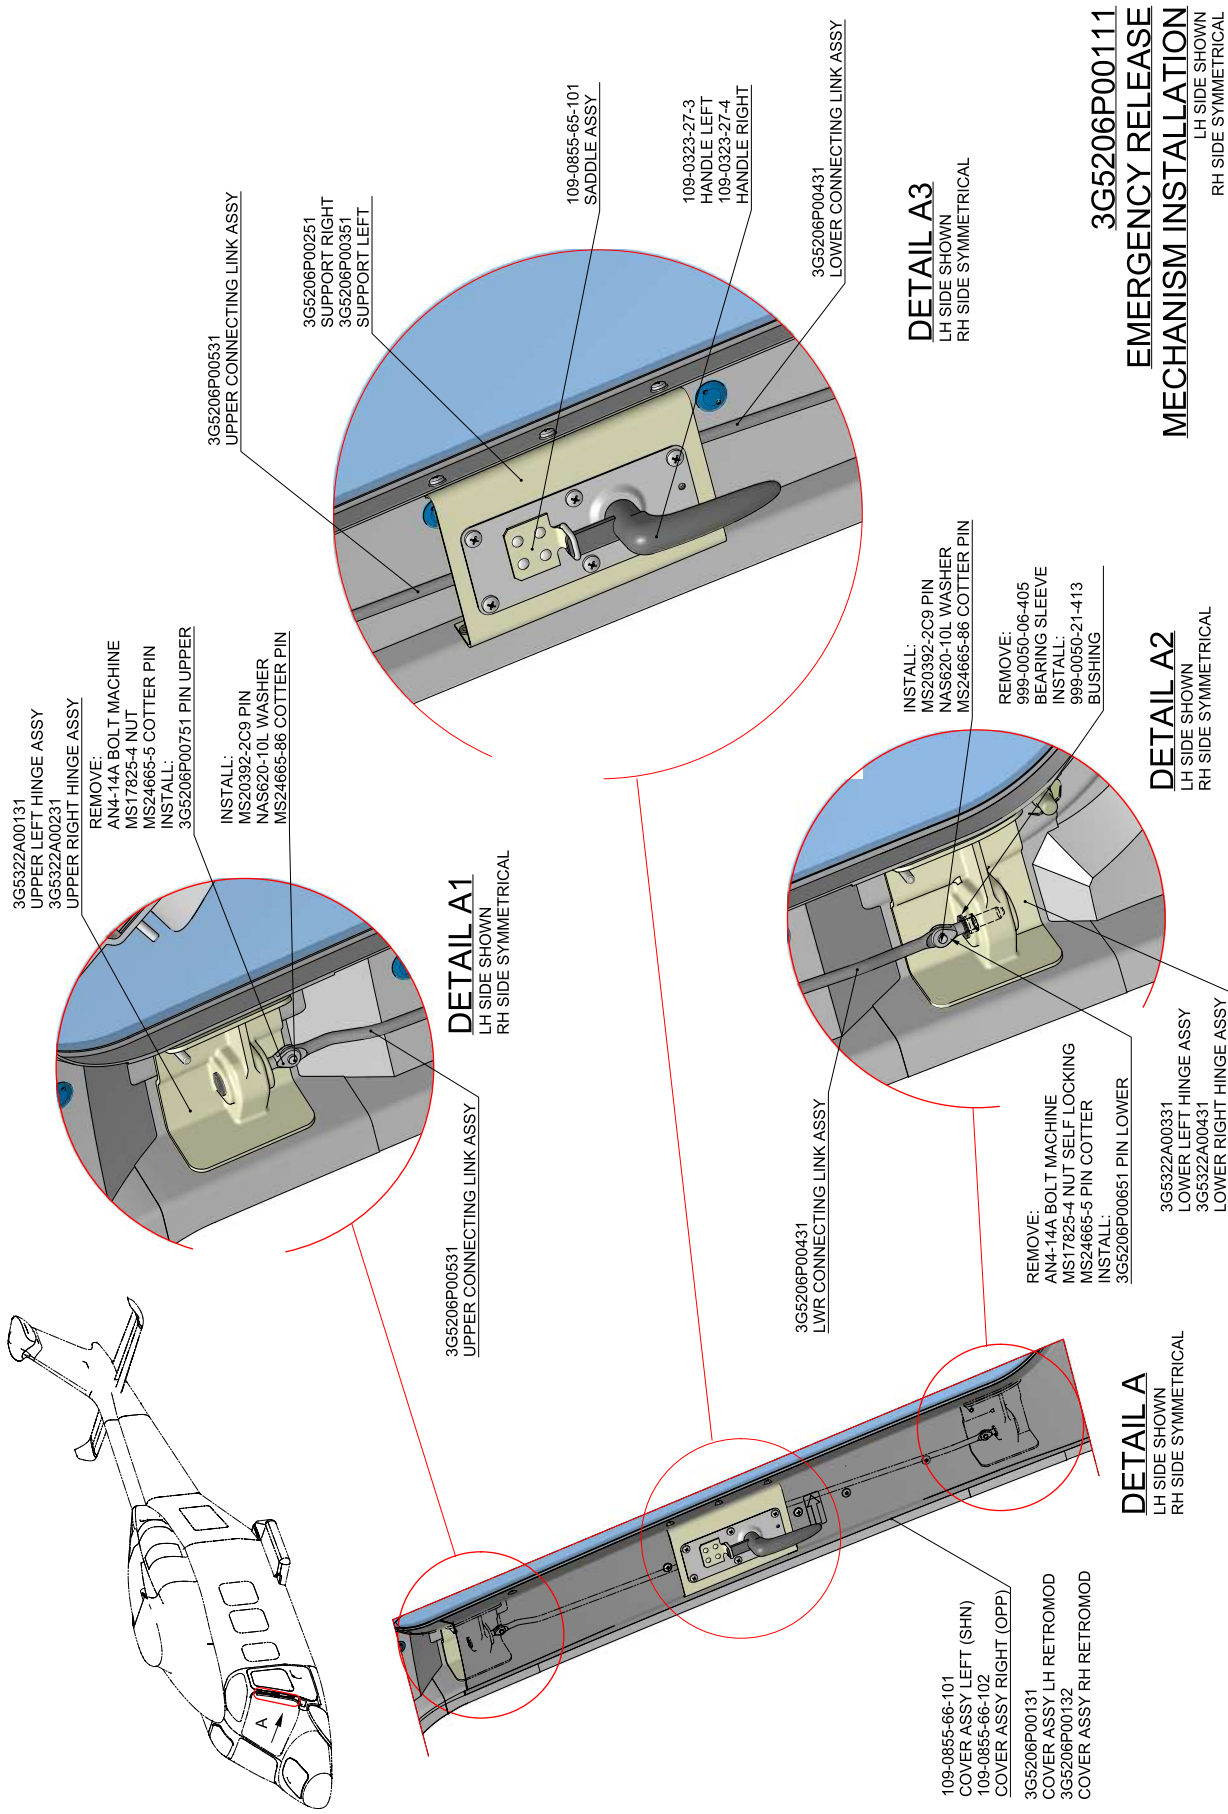 3G5322A00131
UPPER LEFT HINGE ASSY
3G5322A00231
UPPER RIGHT HINGE ASSY
REMOVE:
AN4-14A BOLT MACHINE
MS17825-4 NUT
MS24665-5 COTTER PIN
INSTALL:
3G5206P00751 PIN UPPER
INSTALL:
MS20392-2C9 PIN
NAS620-10L WASHER
MS24665-86 COTTER PIN
3G5206P00531
UPPER CONNECTING LINK ASSY
DETAIL A1
LH SIDE SHOWN
RH SIDE SYMMETRICAL
3G5206P00531
UPPER CONNECTING LINK ASSY
3G5206P00251
SUPPORT RIGHT
3G5206P00351
SUPPORT LEFT
109-0855-65-101
SADDLE ASSY
109-0323-27-3
HANDLE LEFT
109-0323-27-4
HANDLE RIGHT
3G5206P00431
LOWER CONNECTING LINK ASSY
DETAIL A3
LH SIDE SHOWN
RH SIDE SYMMETRICAL
A
109-0855-66-101
COVER ASSY LEFT (SHN)
109-0855-66-102
COVER ASSY RIGHT (OPP)
3G5206P00131
COVER ASSY LH RETROMOD
3G5206P00132
COVER ASSY RH RETROMOD
DETAIL A
LH SIDE SHOWN
RH SIDE SYMMETRICAL
3G5206P00431
LWR CONNECTING LINK ASSY
REMOVE:
AN4-14A BOLT MACHINE
MS17825-4 NUT SELF LOCKING
MS24665-5 PIN COTTER
INSTALL:
3G5206P00651 PIN LOWER
3G5322A00331
LOWER LEFT HINGE ASSY
3G5322A00431
LOWER RIGHT HINGE ASSY
INSTALL:
MS20392-2C9 PIN
NAS620-10L WASHER
MS24665-86 COTTER PIN
REMOVE:
999-0050-06-405
BEARING SLEEVE
INSTALL:
999-0050-21-413
BUSHING
DETAIL A2
LH SIDE SHOWN
RH SIDE SYMMETRICAL
3G5206P00111
EMERGENCY RELEASE
MECHANISM INSTALLATION
LH SIDE SHOWN
RH SIDE SYMMETRICAL